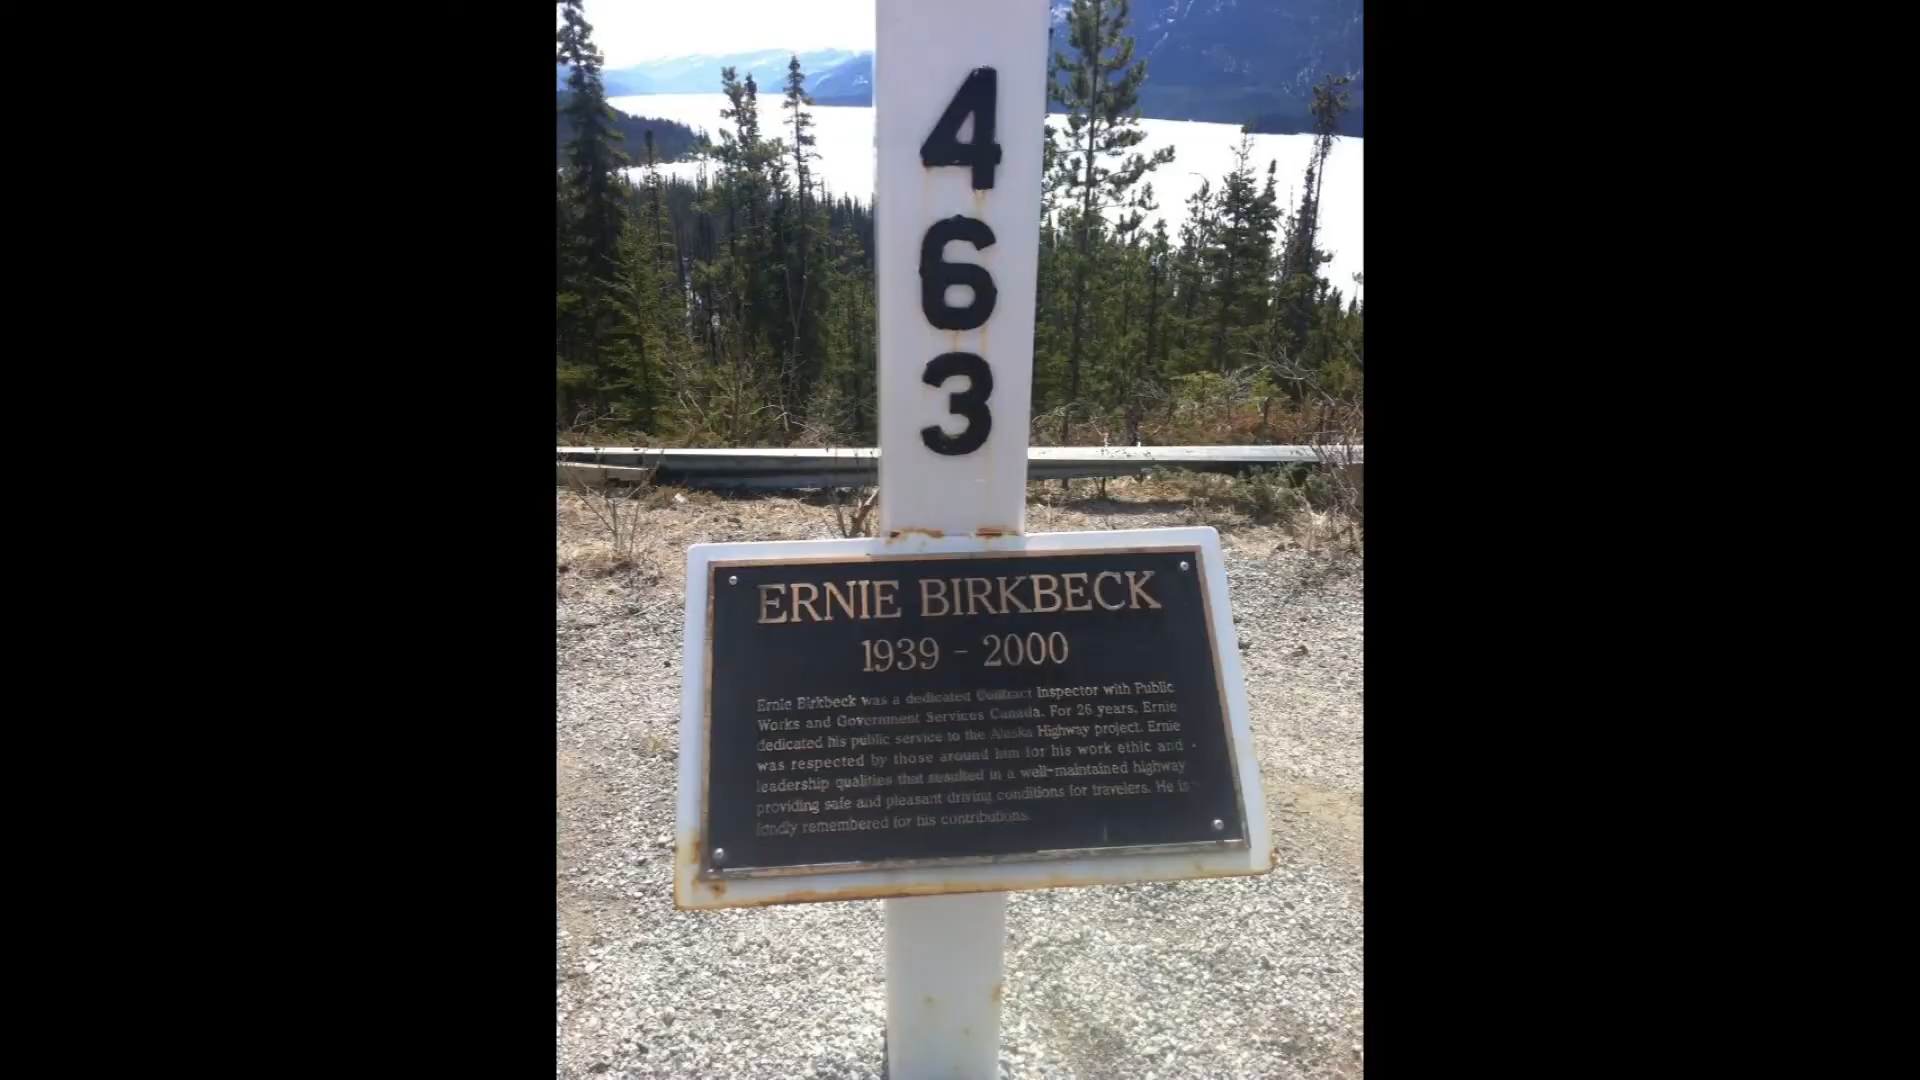 4
6
3
ERNIE BIRKBECK
1939 - 2000
Ernie Birkbeck was a dedicated Contract Inspector with Public
Works and Government Services Canada. For 26 years, Ernie
dedicated his public service to the Alaska Highway project. Ernie
was respected by those around him for his work ethic and
leadership qualities that resulted in a well-maintained highway
providing safe and pleasant driving conditions for travelers. He is
fondly remembered for his contributions.